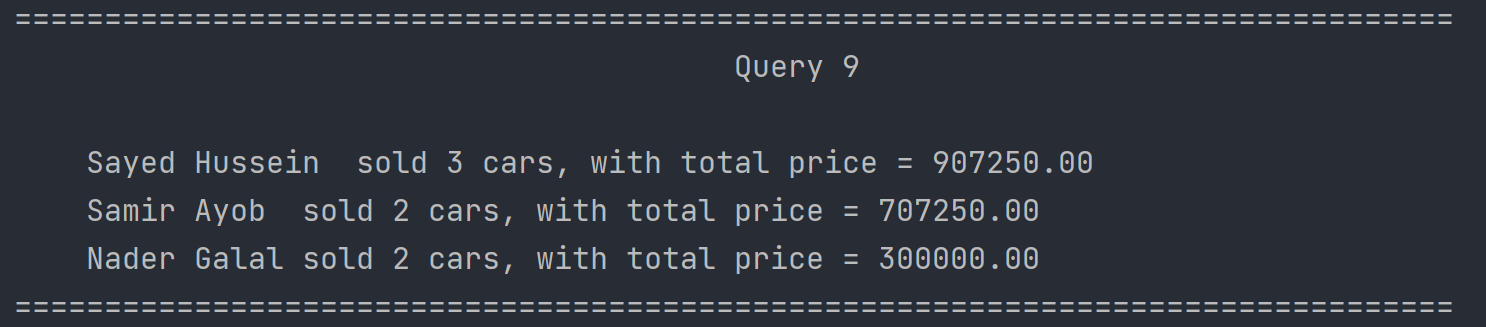 ================================================================================
Query 9
Sayed Hussein  sold 3 cars, with total price = 907250.00
Samir Ayob  sold 2 cars, with total price = 707250.00
Nader Galal sold 2 cars, with total price = 300000.00
================================================================================